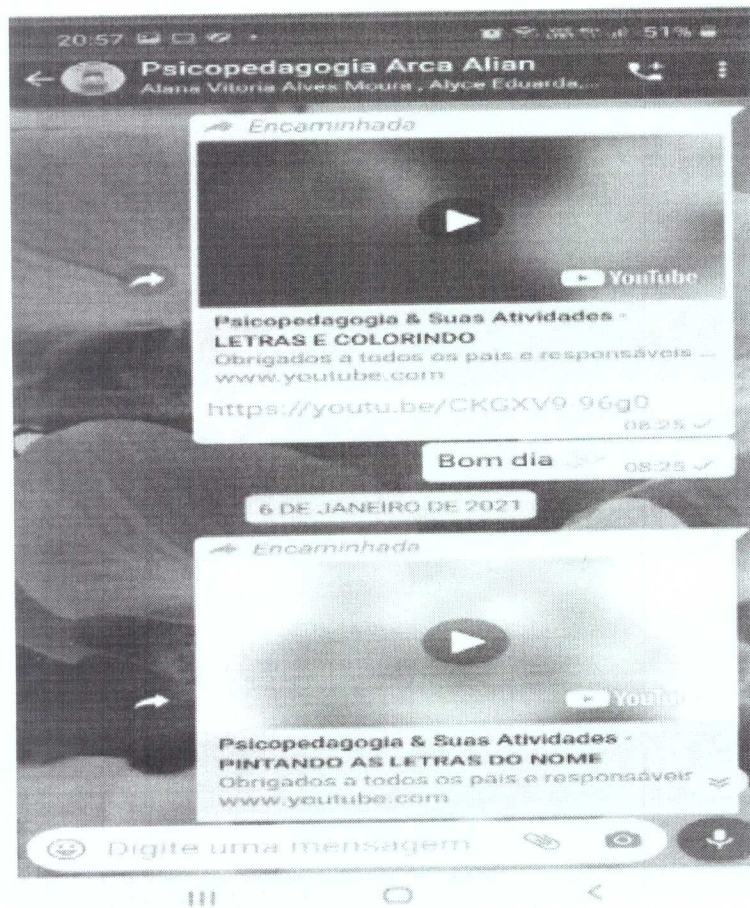 20:57 51%
Psicopedagogia Arca Alian
Alana Vitoria Alves Moura , Alyce Eduarda,...
Encaminhada
YouTube
Psicopedagogia & Suas Atividades -
LETRAS E COLORINDO
Obrigados a todos os pais e responsáveis ...
www.youtube.com
https://youtu.be/CKGXV9-96g0
08:25
Bom dia 08:25
6 DE JANEIRO DE 2021
Encaminhada
YouTube
Psicopedagogia & Suas Atividades -
PINTANDO AS LETRAS DO NOME
Obrigados a todos os pais e responsáveis
www.youtube.com
Digite uma mensagem